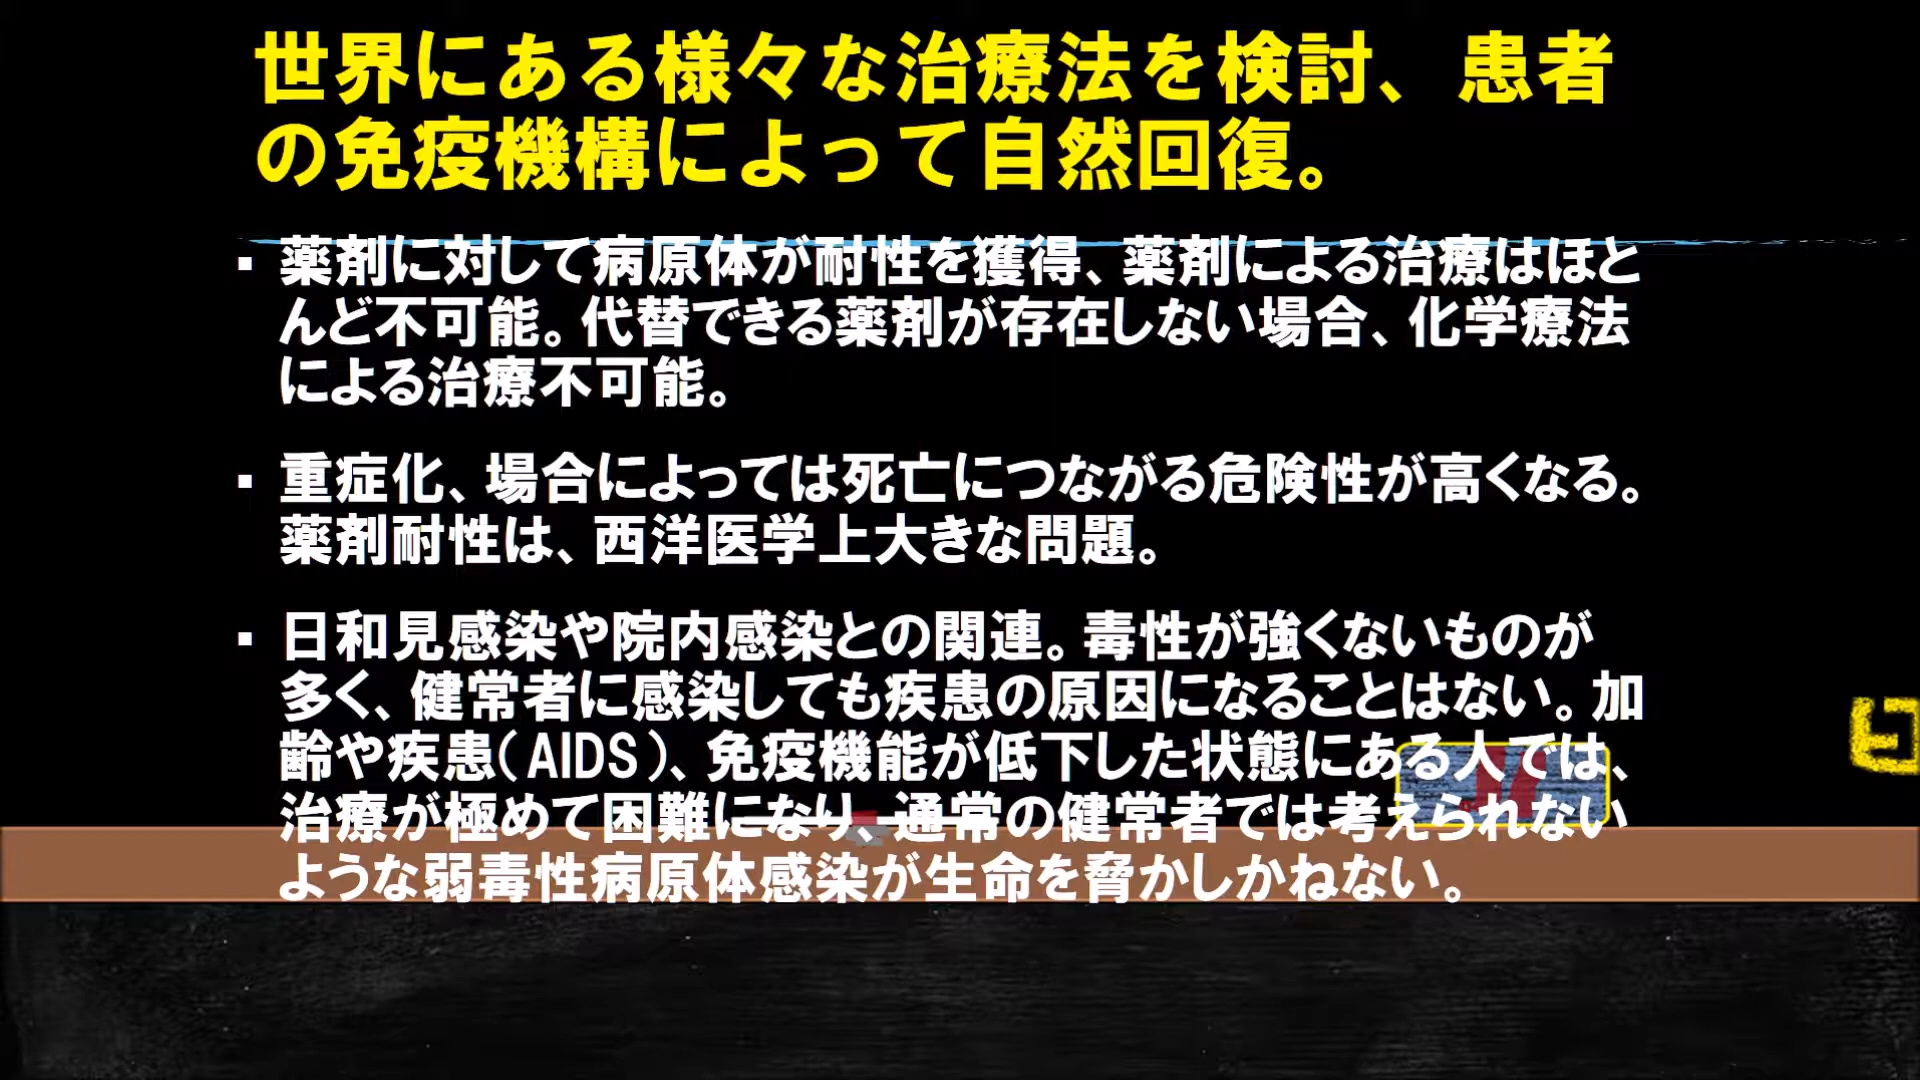 世界にある様々な治療法を検討、患者
の免疫機構によって自然回復。
▪ 薬剤に対して病原体が耐性を獲得、薬剤による治療はほと
んど不可能。代替できる薬剤が存在しない場合、化学療法
による治療不可能。
▪ 重症化、場合によっては死亡につながる危険性が高くなる。
薬剤耐性は、西洋医学上大きな問題。
▪ 日和見感染や院内感染との関連。毒性が強くないものが
多く、健常者に感染しても疾患の原因になることはない。加
齢や疾患(AIDS)、免疫機能が低下した状態にある人では、
治療が極めて困難になり、通常の健常者では考えられない
ような弱毒性病原体感染が生命を脅かしかねない。